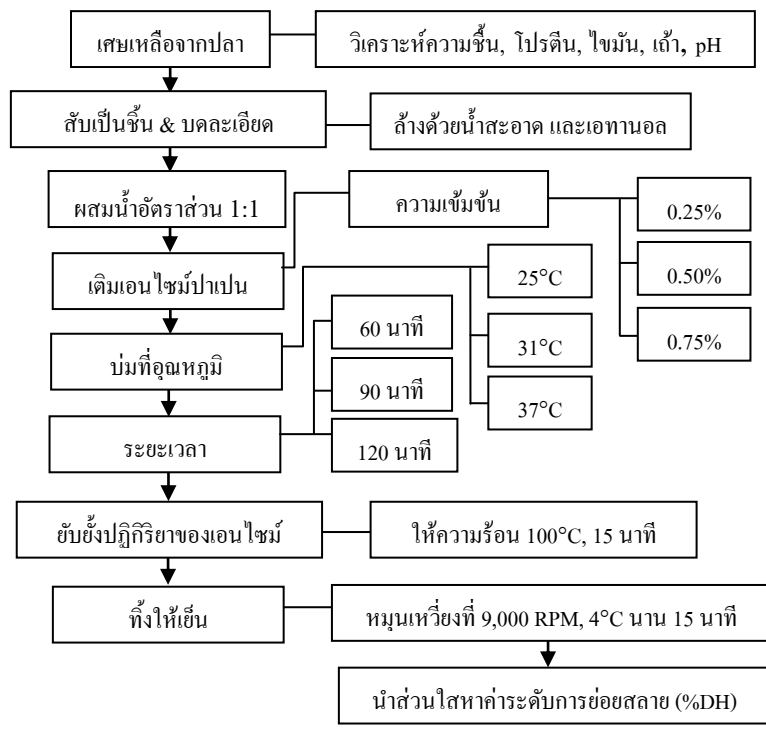 เศษเหลือจากปลา
วิเคราะห์ความชื้น, โปรตีน, ไขมัน, เถ้า, pH
สับเป็นชิ้น & บดละเอียด
ล้างด้วยน้ำสะอาด และเอทานอล
ผสมน้ำอัตราส่วน 1:1
ความเข้มข้น
0.25%
เติมเอนไซม์ปาเปน
25°C
0.50%
60 นาที
บ่มที่อุณหภูมิ
31°C
0.75%
90 นาที
37°C
ระยะเวลา
120 นาที
ยับยั้งปฏิกิริยาของเอนไซม์
ให้ความร้อน 100°C, 15 นาที
ทิ้งให้เย็น
หมุนเหวี่ยงที่ 9,000 RPM, 4°C นาน 15 นาที
นำส่วนใสหาค่าระดับการย่อยสลาย (%DH)